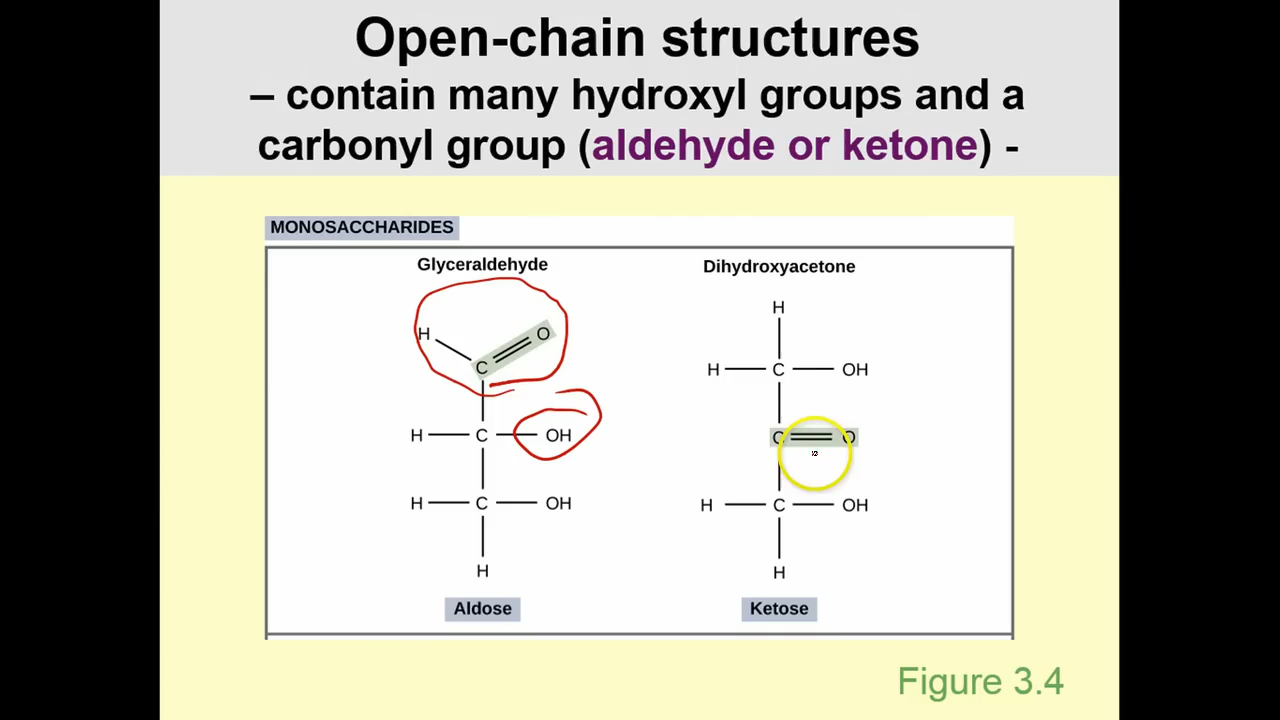 Open-chain structures
– contain many hydroxyl groups and a
carbonyl group (aldehyde or ketone) -
MONOSACCHARIDES
Glyceraldehyde
H O
C
H C OH
H C OH
H
Aldose
Dihydroxyacetone
H
H C OH
C O
H C OH
H
Ketose
Figure 3.4